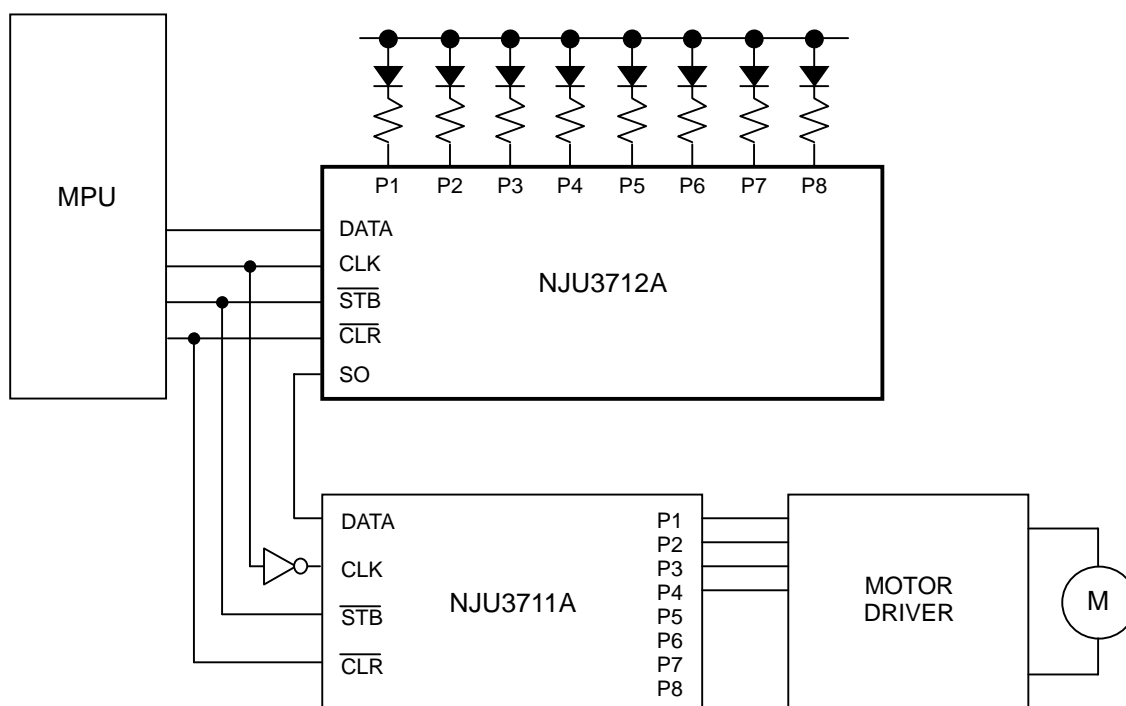 MPU
P1 P2 P3 P4 P5 P6 P7 P8
DATA
CLK
STB
CLR
SO
NJU3712A
DATA
CLK
STB
CLR
NJU3711A
P1
P2
P3
P4
P5
P6
P7
P8
MOTOR
DRIVER
M